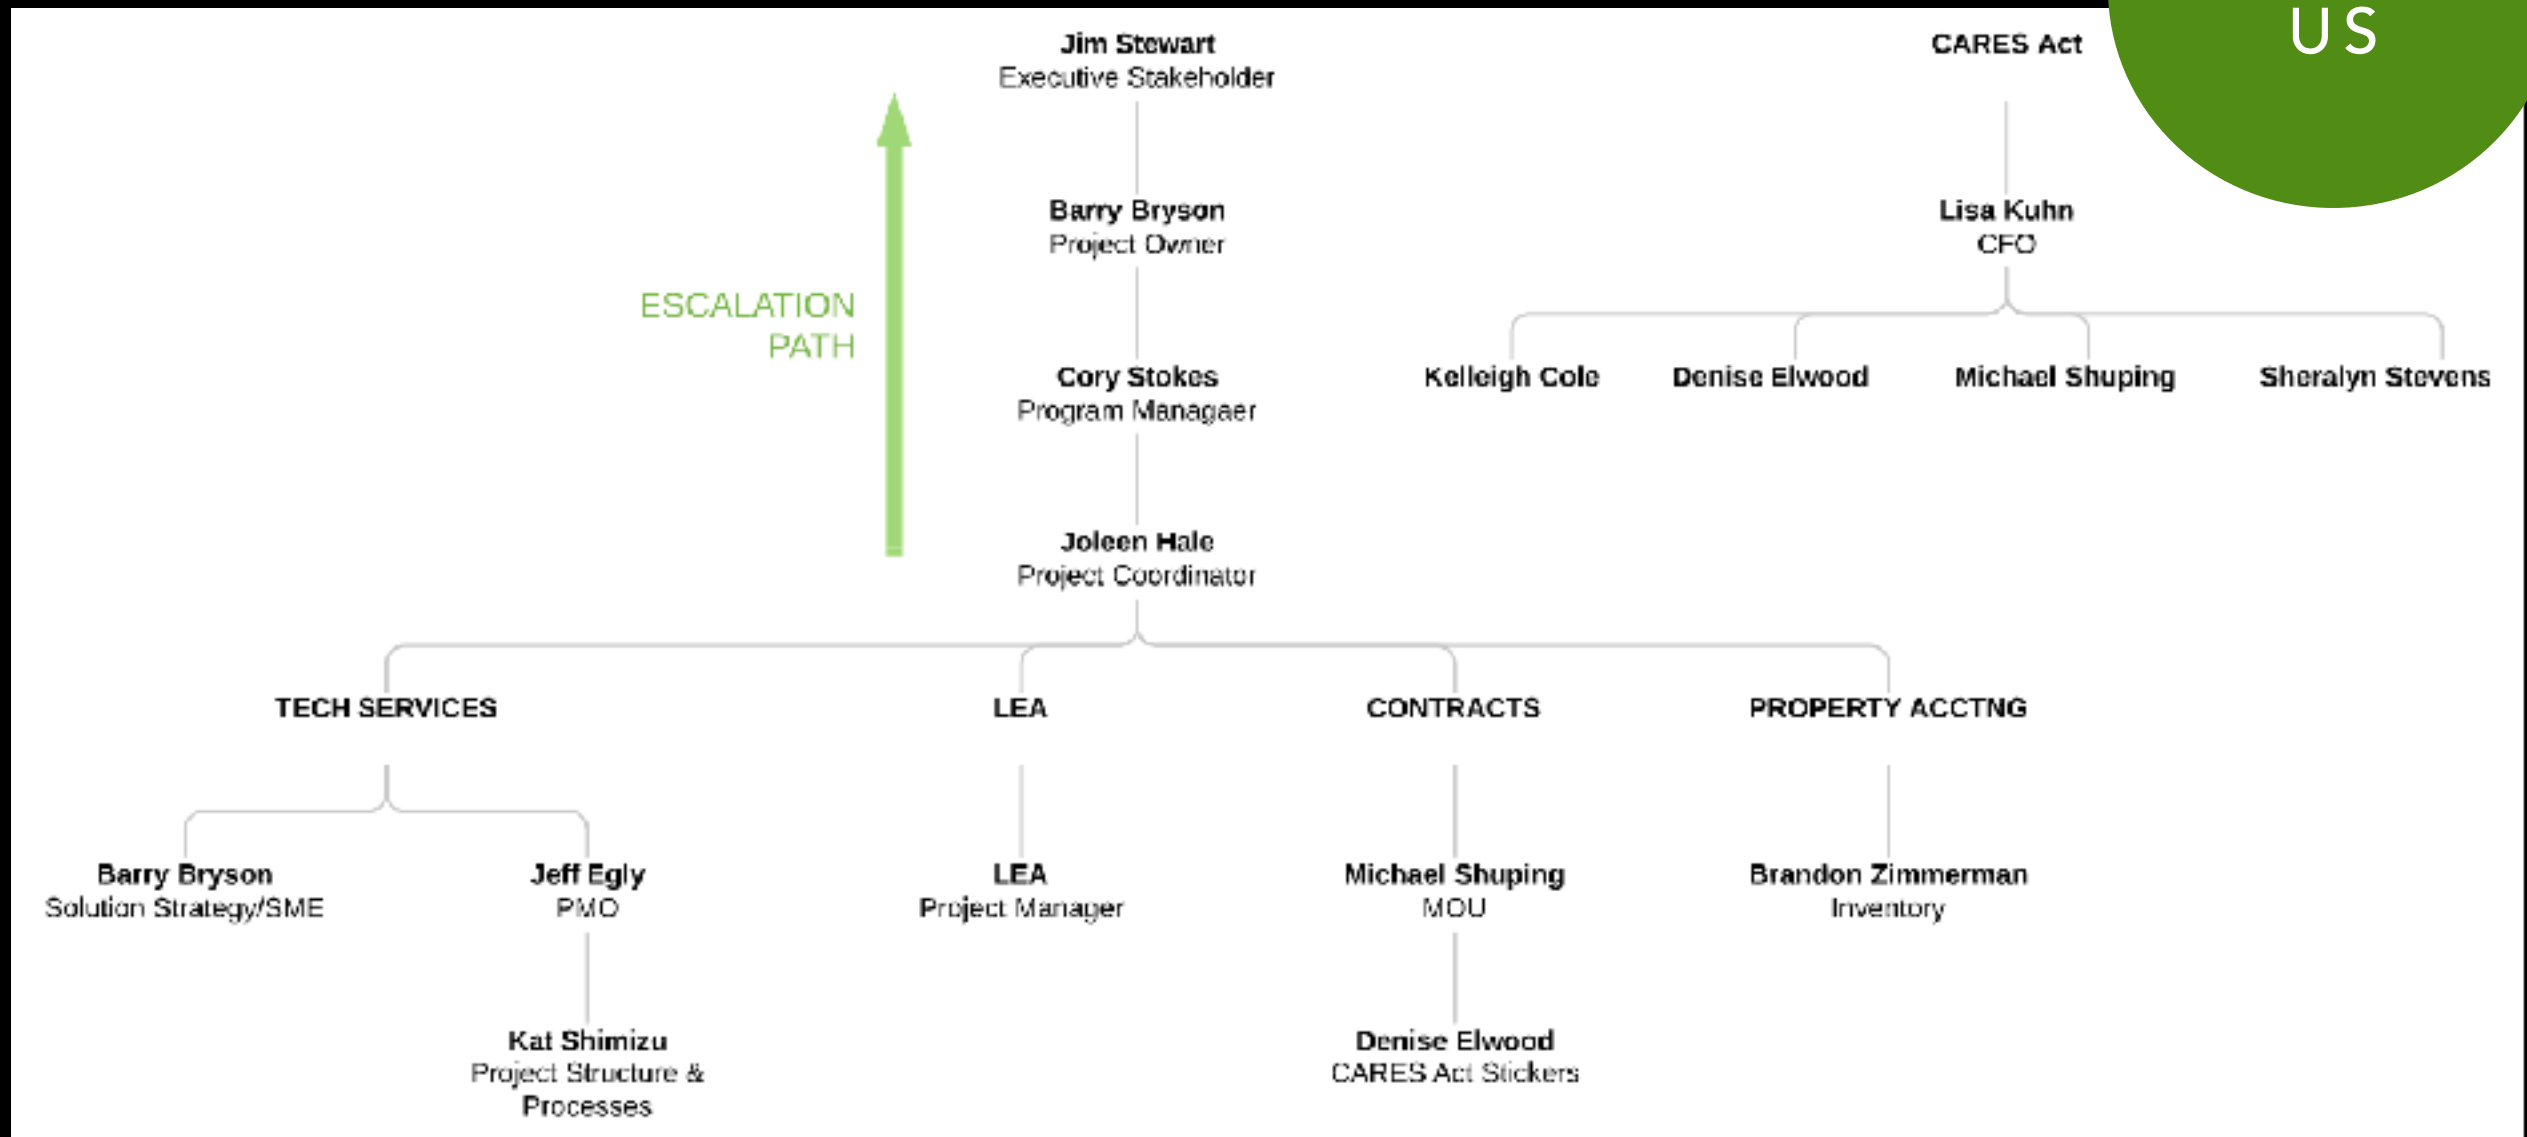 US
Jim Stewart
Executive Stakeholder
CARES Act
Barry Bryson
Project Owner
Lisa Kuhn
CFO
ESCALATION
PATH
Cory Stokes
Program Managaer
Kelleigh Cole
Denise Elwood
Michael Shuping
Sheralyn Stevens
Joleen Hale
Project Coordinator
TECH SERVICES
LEA
CONTRACTS
PROPERTY ACCTNG
Barry Bryson
Solution Strategy/SME
Jeff Egly
PMO
LEA
Project Manager
Michael Shuping
MOU
Brandon Zimmerman
Inventory
Kat Shimizu
Project Structure &
Processes
Denise Elwood
CARES Act Stickers